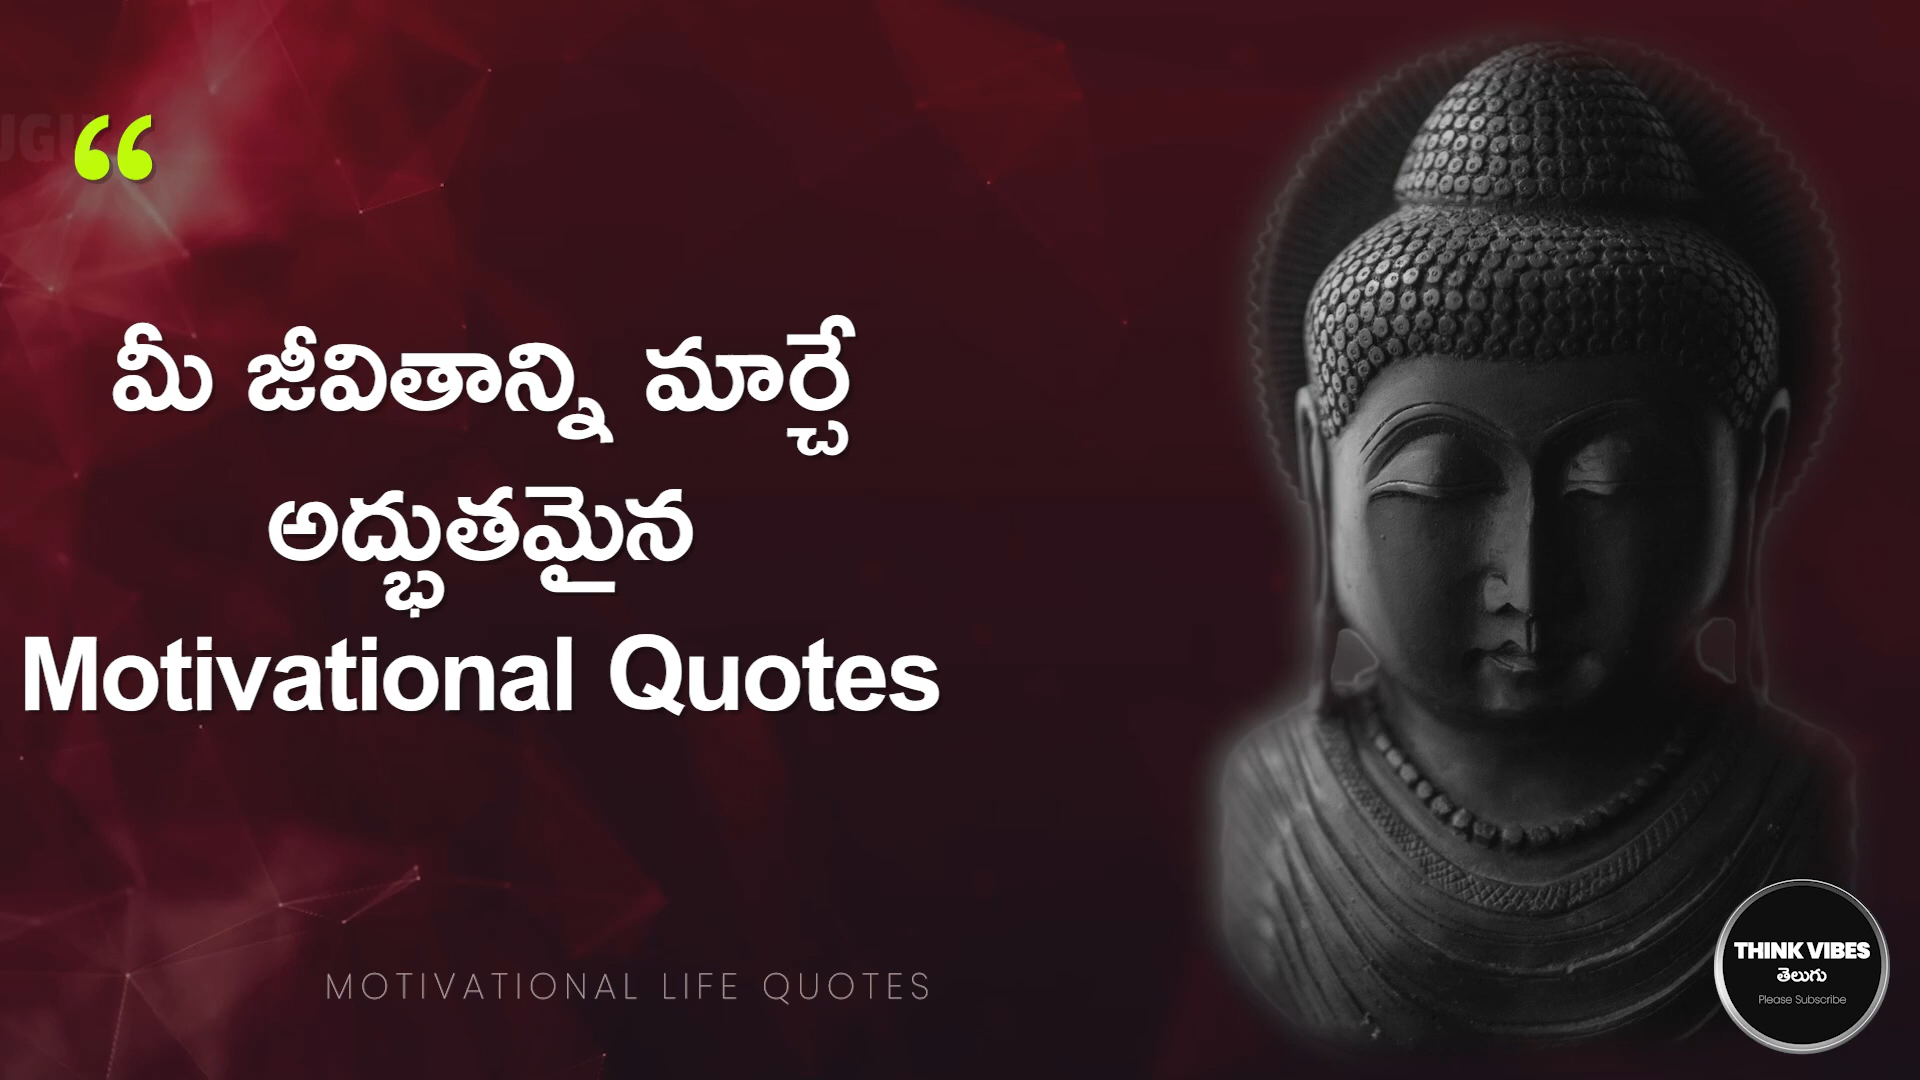 “
మీ జీవితాన్ని మార్చే
అద్భుతమైన
Motivational Quotes
MOTIVATIONAL LIFE QUOTES
THINK VIBES
తెలుగు
Please Subscribe